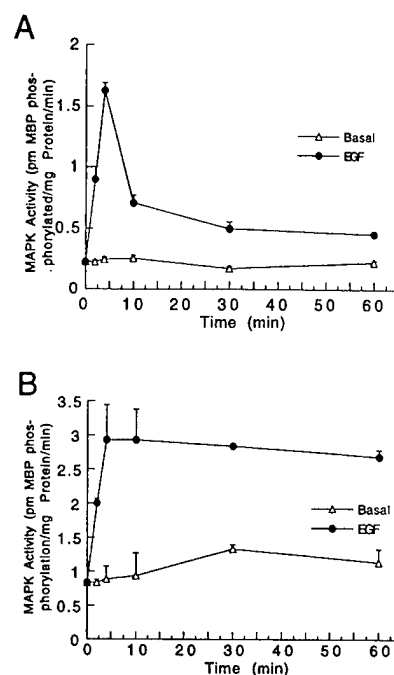 A
MAPK Activity (pm MBP phos-
.phorylated/mg Protein/min)
2
1.5
1
0.5
0
Basal
EGF
0 10 20 30 40 50 60
Time (min)
B
MAPK Activity (pm MBP phos-
phorylation/mg Protein/min)
3.5
3
2.5
2
1.5
1
0.5
0
Basal
EGF
0 10 20 30 40 50 60
Time (min)